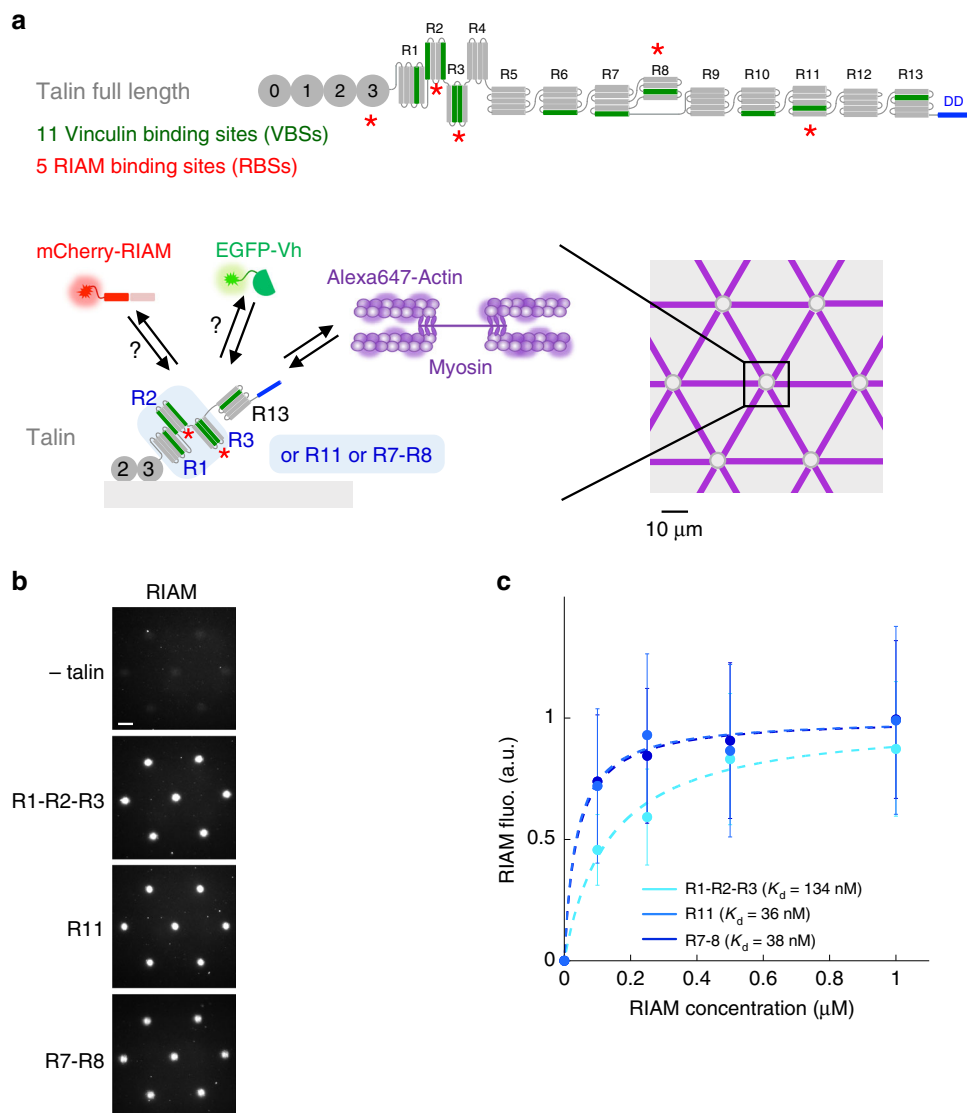 a
R1 R2 R3 R4 R5 R6 R7 R8 R9 R10 R11 R12 R13
Talin full length
0 1 2 3
DD
11 Vinculin binding sites (VBSs)
5 RIAM binding sites (RBSs)
mCherry-RIAM
EGFP-Vh
Alexa647-Actin
Myosin
?
?
R2
R13
R3
R1
Talin
2 3
or R11 or R7-R8
10 μm
b
RIAM
– talin
R1-R2-R3
R11
R7-R8
c
RIAM fluo. (a.u.)
1
0.5
0
R1-R2-R3 (Kd = 134 nM)
R11 (Kd = 36 nM)
R7-8 (Kd = 38 nM)
0 0.2 0.4 0.6 0.8 1
RIAM concentration (μM)